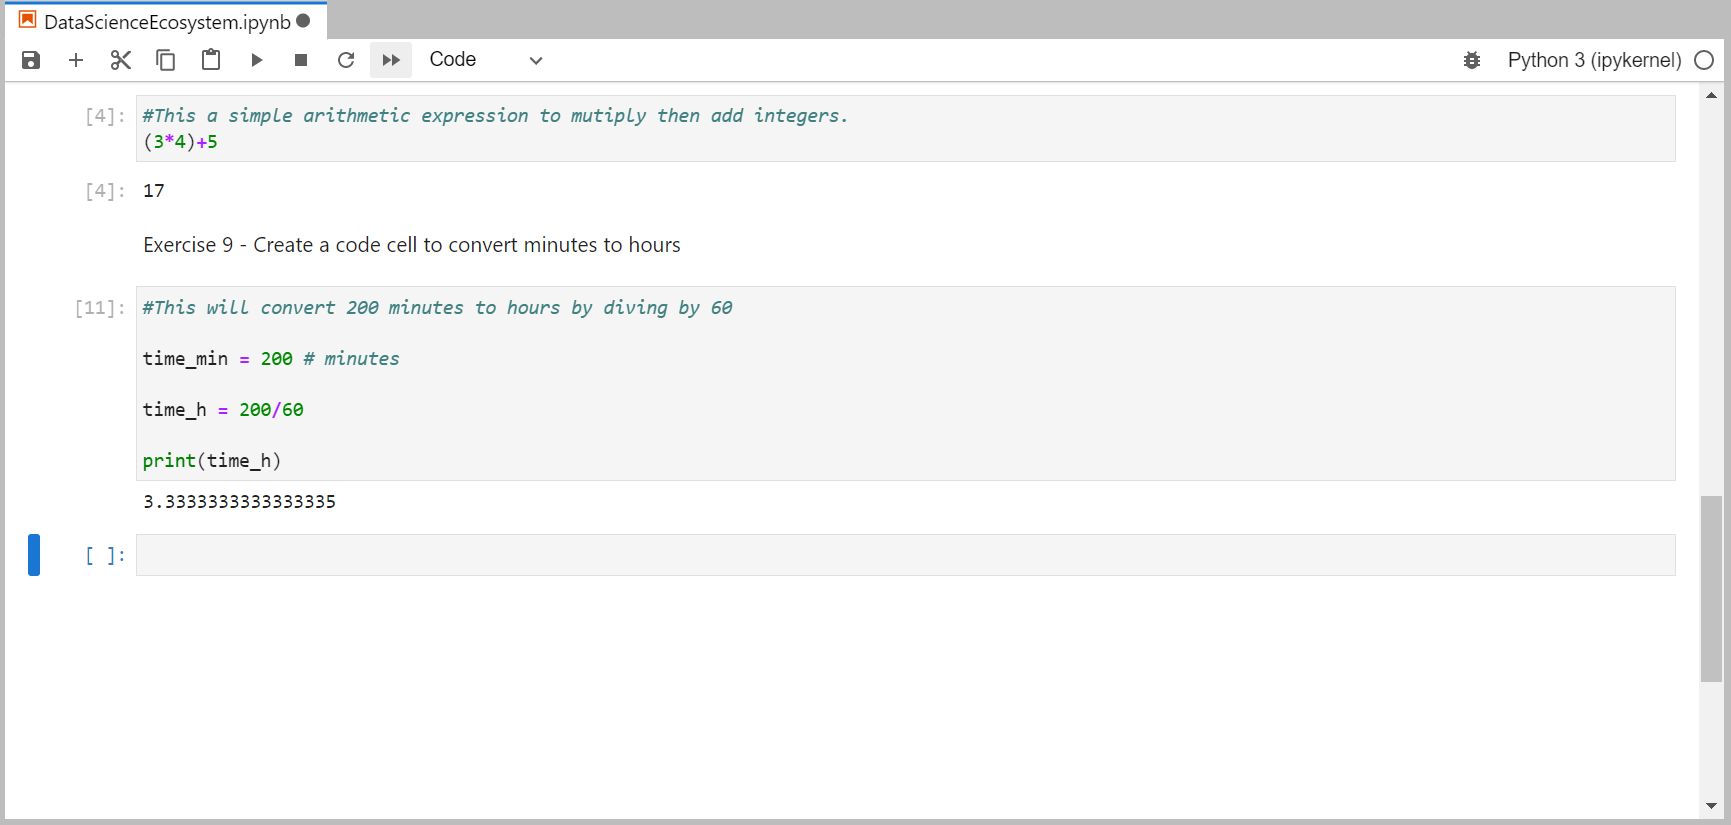 DataScienceEcosystem.ipynb
Code
Python 3 (ipykernel)
[4]: #This a simple arithmetic expression to mutiply then add integers.
(3*4)+5
[4]: 17
Exercise 9 - Create a code cell to convert minutes to hours
[11]: #This will convert 200 minutes to hours by diving by 60
time_min = 200 # minutes
time_h = 200/60
print(time_h)
3.3333333333333335
[ ]: